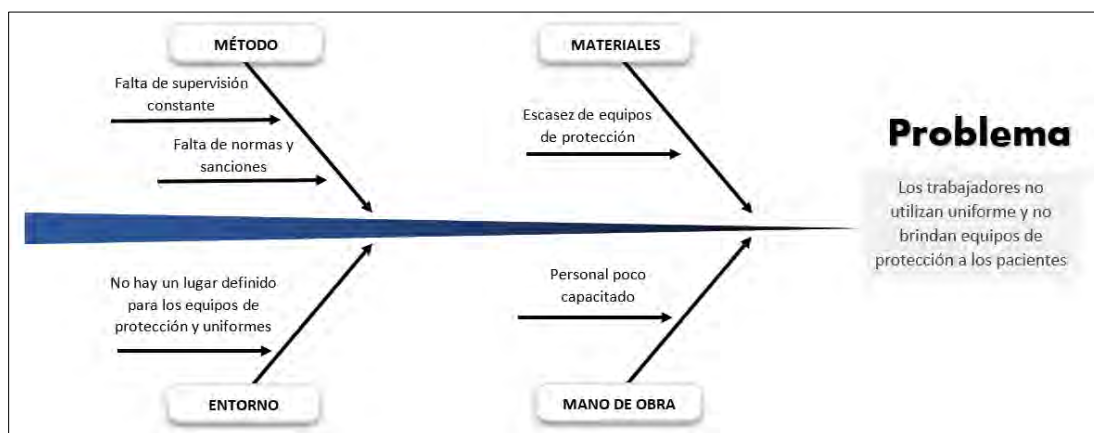 MÉTODO
Falta de supervisión
constante
Falta de normas y
sanciones
MATERIALES
Escasez de equipos
de protección
Problema
Los trabajadores no
utilizan uniforme y no
brindan equipos de
protección a los pacientes
No hay un lugar definido
para los equipos de
protección y uniformes
ENTORNO
Personal poco
capacitado
MANO DE OBRA